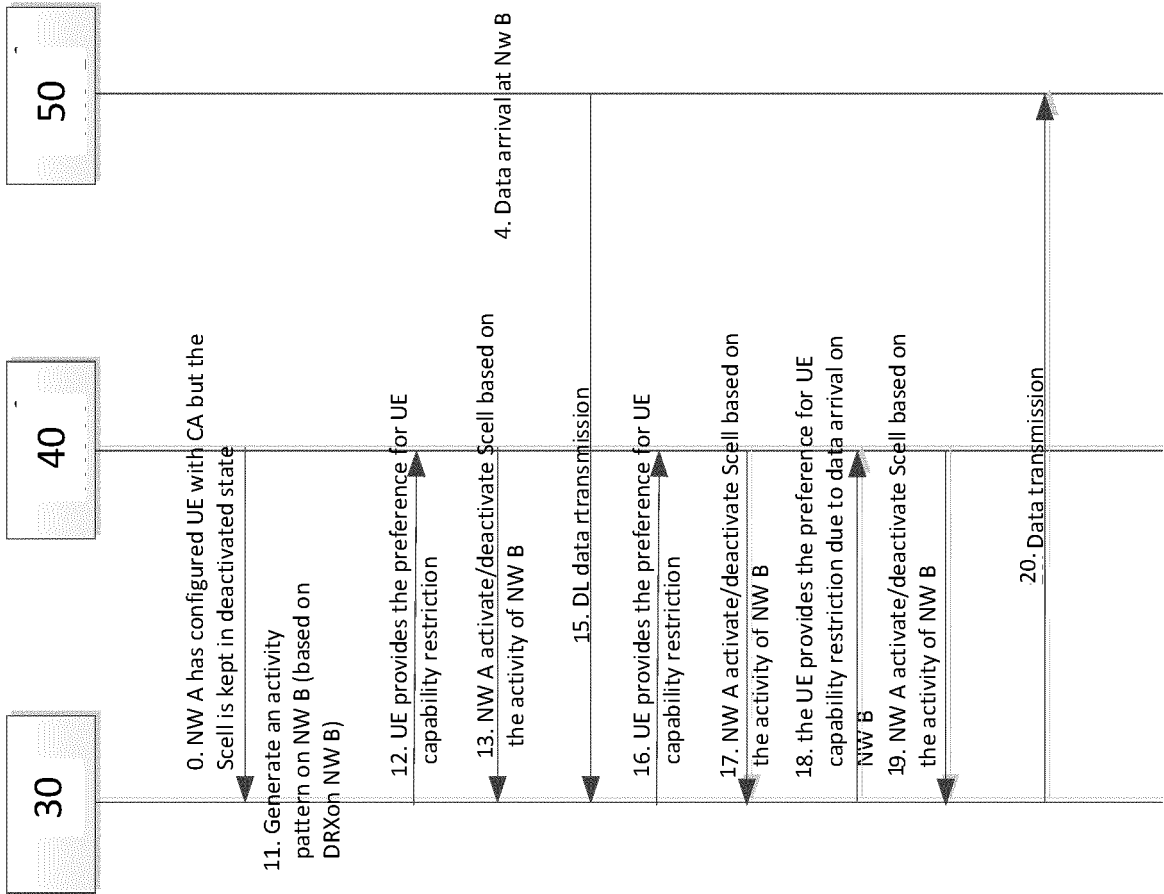 30
40
50
0. NW A has configured UE with CA but the
Scell is kept in deactivated state
11. Generate an activity
pattern on NW B (based on
DRXon NW B)
12. UE provides the preference for UE
capability restriction
13. NW A activate/deactivate Scell based on
the activity of NW B
4. Data arrival at Nw B
15. DL data rtransmission
16. UE provides the preference for UE
capability restriction
17. NW A activate/deactivate Scell based on
the activity of NW B
18. the UE provides the preference for UE
capability restriction due to data arrival on
NW B
19. NW A activate/deactivate Scell based on
the activity of NW B
20. Data transmission